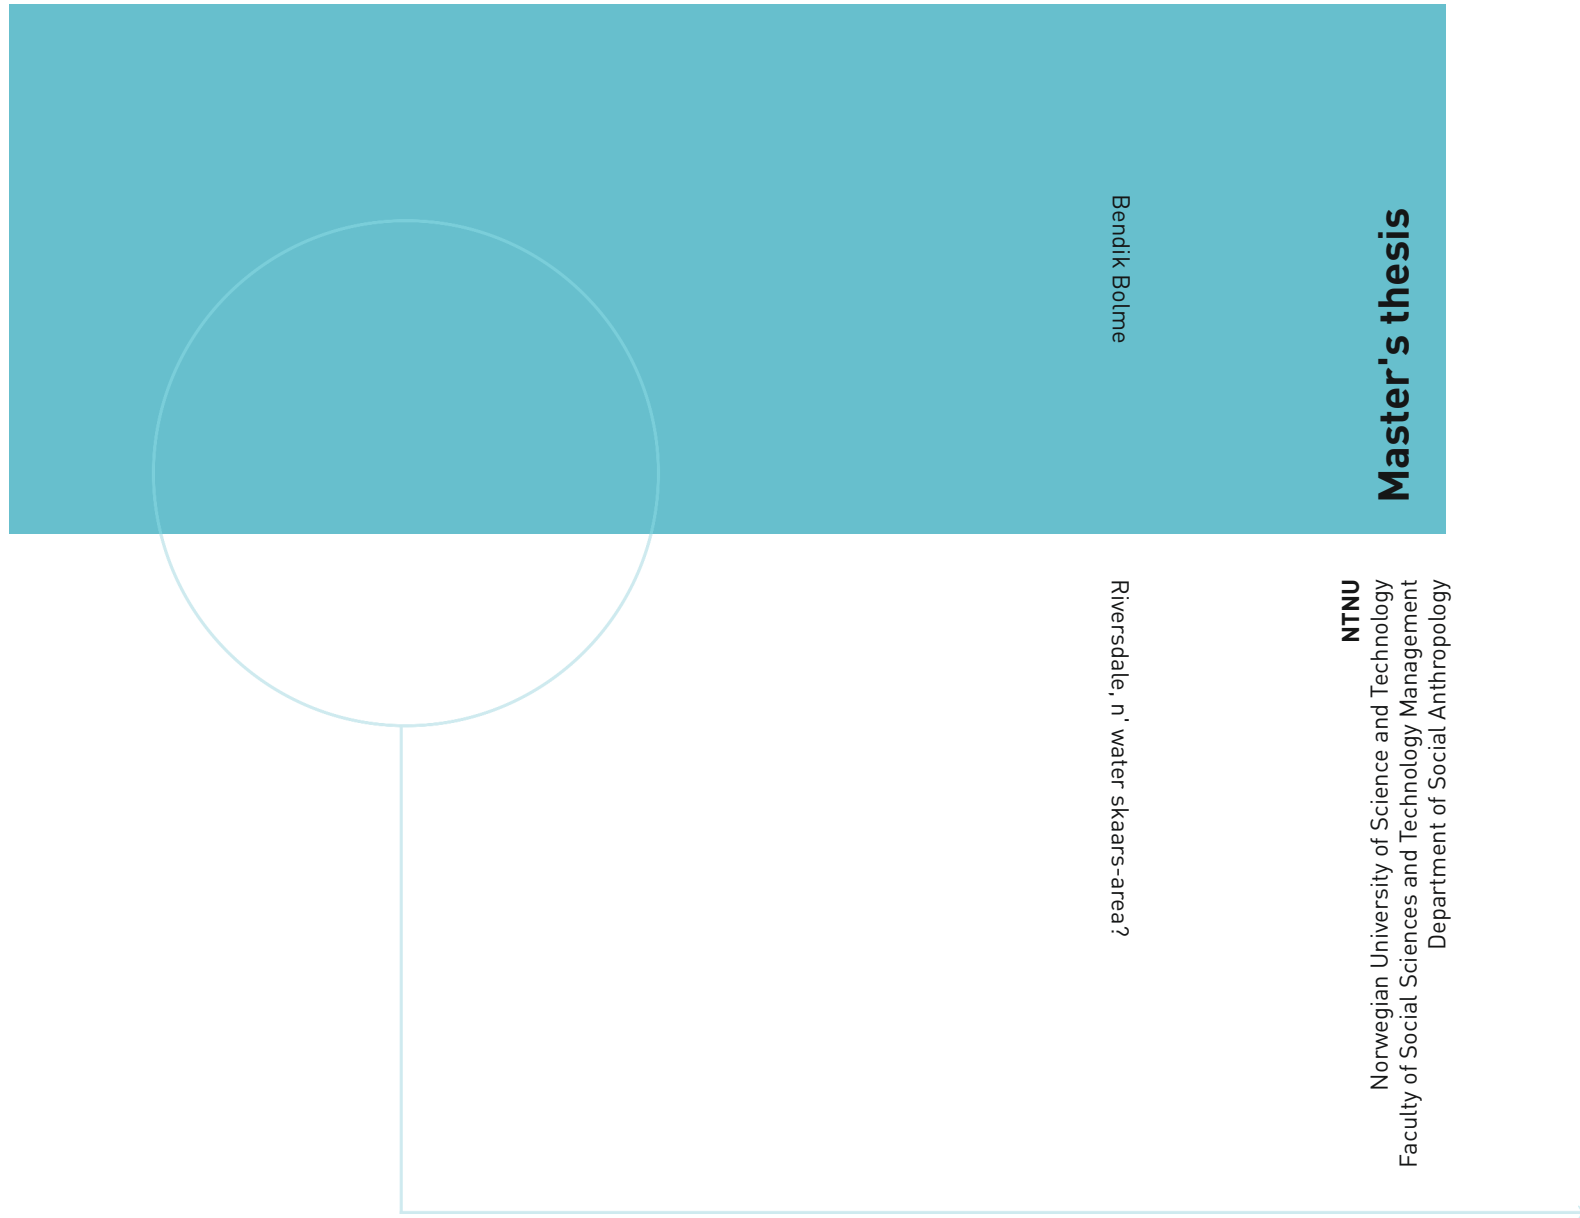 Bendik Bolme
Riversdale, n' water skaars-area?
Master's thesis
NTNU
Norwegian University of Science and Technology
Faculty of Social Sciences and Technology Management
Department of Social Anthropology